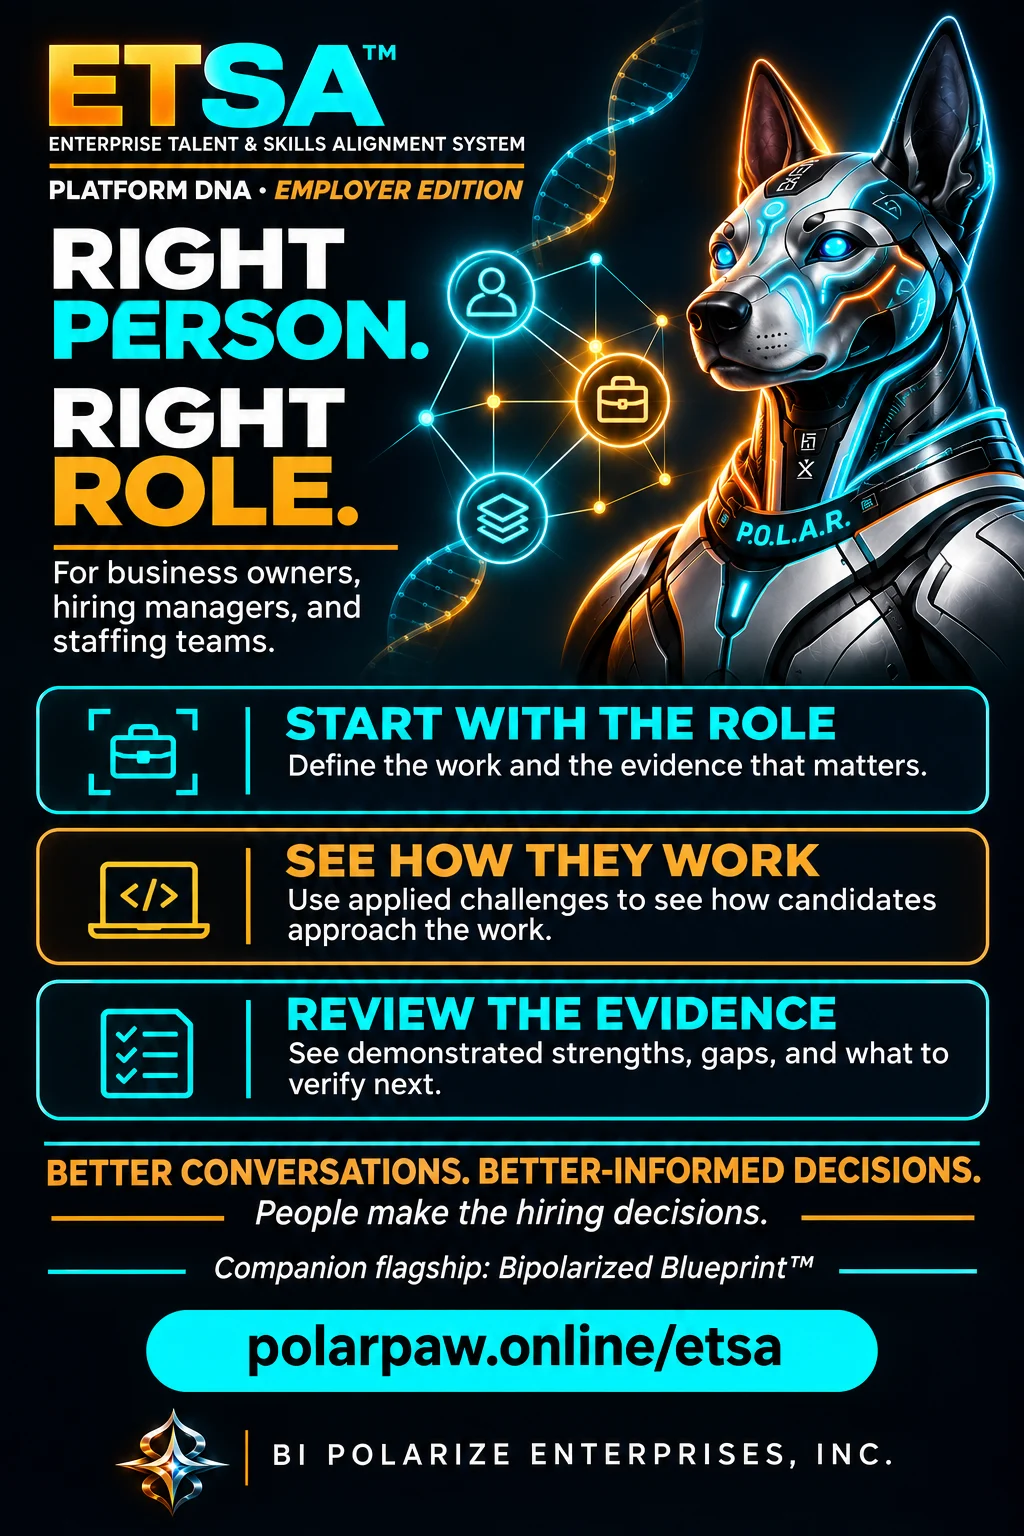 ETSA™
ENTERPRISE TALENT & SKILLS ALIGNMENT SYSTEM
PLATFORM DNA • EMPLOYER EDITION
RIGHT
PERSON.
RIGHT
ROLE.
For business owners,
hiring managers, and
staffing teams.
P.O.L.A.R.
START WITH THE ROLE
Define the work and the evidence that matters.
</>
SEE HOW THEY WORK
Use applied challenges to see how candidates
approach the work.
REVIEW THE EVIDENCE
See demonstrated strengths, gaps, and what to
verify next.
BETTER CONVERSATIONS. BETTER-INFORMED DECISIONS.
People make the hiring decisions.
Companion flagship: Bipolarized Blueprint™
polarpaw.online/etsa
BI POLARIZE ENTERPRISES, INC.